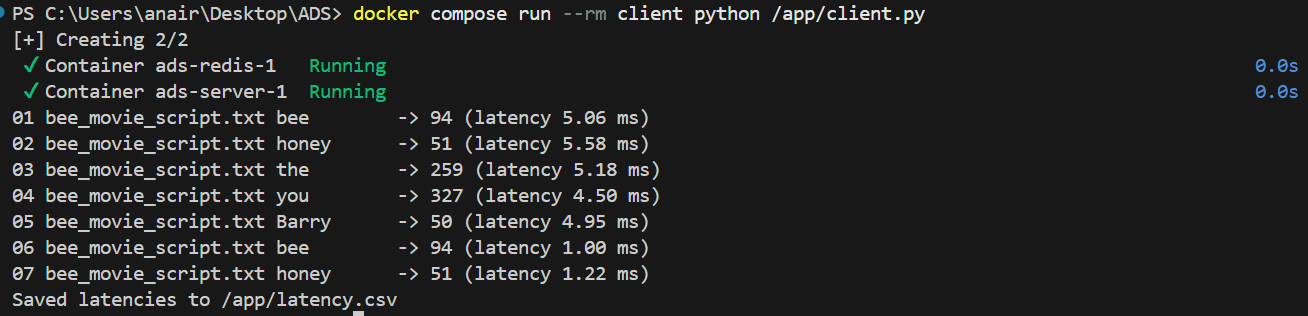 PS C:\Users\anair\Desktop\ADS> docker compose run --rm client python /app/client.py
[+] Creating 2/2
 ✓ Container ads-redis-1   Running                                                                               0.0s
 ✓ Container ads-server-1  Running                                                                               0.0s
01 bee_movie_script.txt bee        -> 94 (latency 5.06 ms)
02 bee_movie_script.txt honey      -> 51 (latency 5.58 ms)
03 bee_movie_script.txt the        -> 259 (latency 5.18 ms)
04 bee_movie_script.txt you        -> 327 (latency 4.50 ms)
05 bee_movie_script.txt Barry      -> 50 (latency 4.95 ms)
06 bee_movie_script.txt bee        -> 94 (latency 1.00 ms)
07 bee_movie_script.txt honey      -> 51 (latency 1.22 ms)
Saved latencies to /app/latency.csv